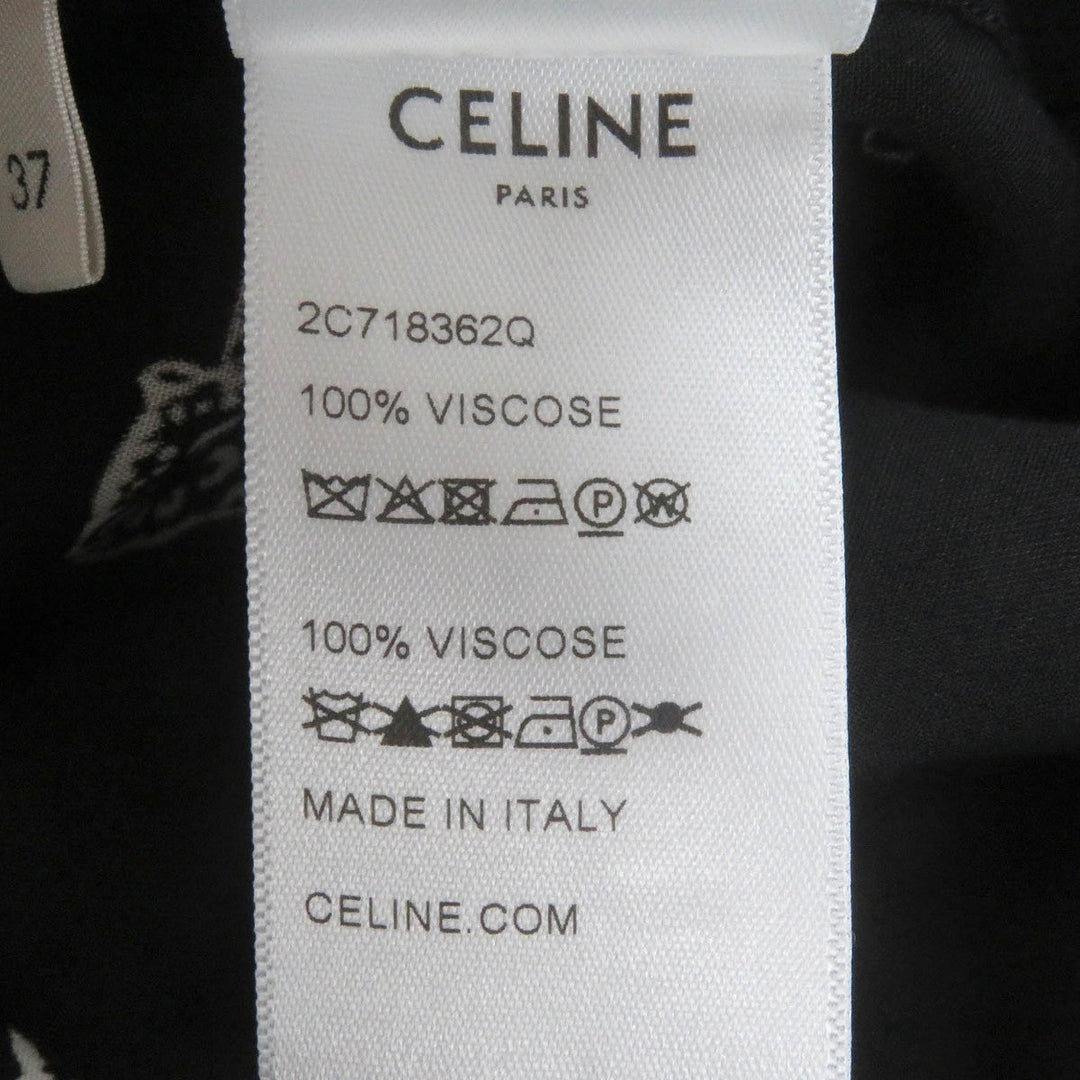 CELINE
PARIS
37
2C718362Q
100% VISCOSE
P W
100% VISCOSE
P
MADE IN ITALY
CELINE.COM